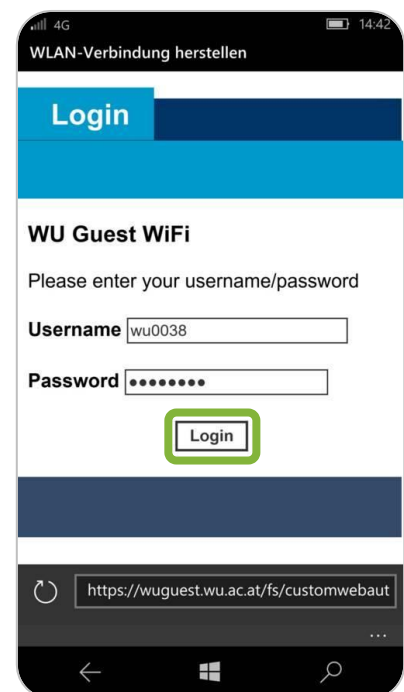 4G 14:42
WLAN-Verbindung herstellen
Login
WU Guest WiFi
Please enter your username/password
Username wu0038
Password ●●●●●●●●
Login
https://wuguest.wu.ac.at/fs/customwebaut
...